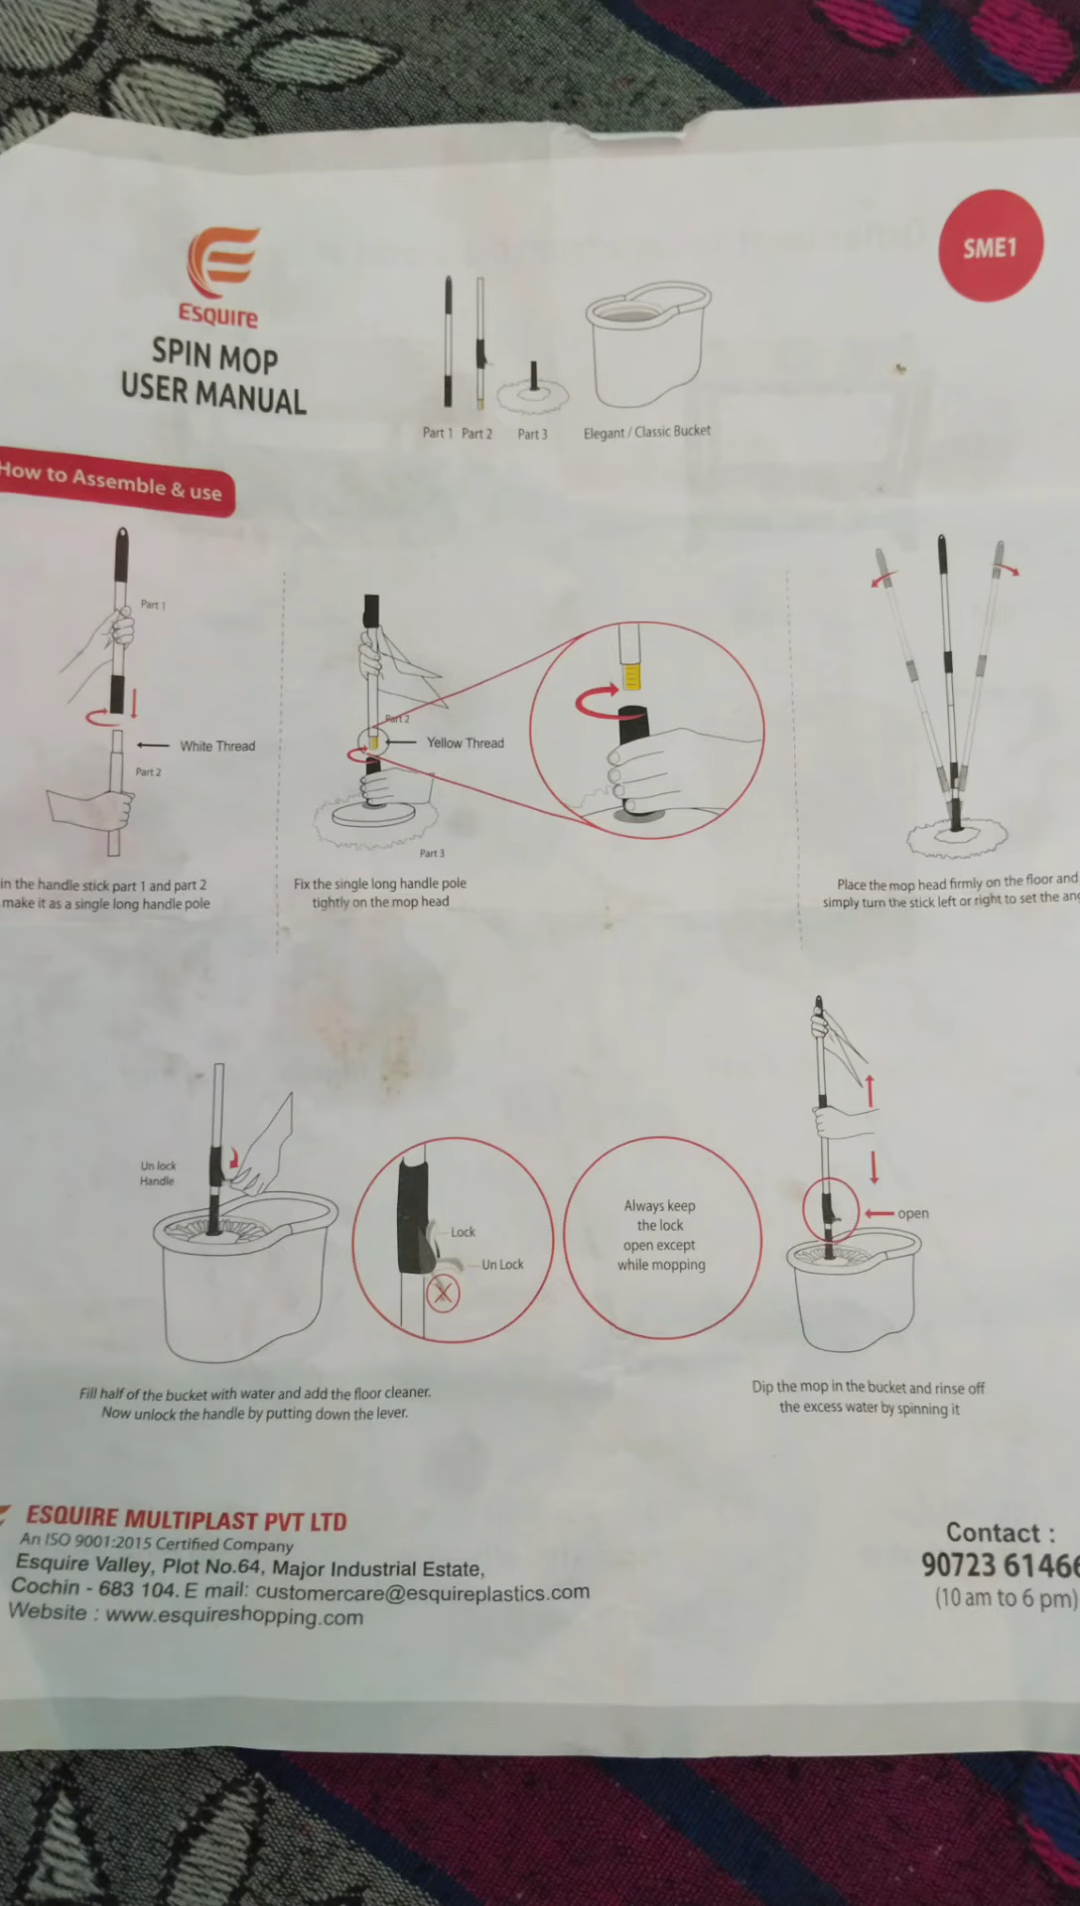 SME1
ESQUIRE
SPIN MOP
USER MANUAL
Part 1 Part 2 Part 3 Elegant / Classic Bucket
How to Assemble & use
Part 1
White Thread
Part 2
in the handle stick part 1 and part 2
make it as a single long handle pole
Part 2
Yellow Thread
Part 3
Fix the single long handle pole
tightly on the mop head
Place the mop head firmly on the floor and
simply turn the stick left or right to set the
Un lock
Handle
Lock
Un Lock
Always keep
the lock
open except
while mopping
open
Fill half of the bucket with water and add the floor cleaner.
Now unlock the handle by putting down the lever.
Dip the mop in the bucket and rinse off
the excess water by spinning it
ESQUIRE MULTIPLAST PVT LTD
An ISO 9001:2015 Certified Company
Esquire Valley, Plot No.64, Major Industrial Estate,
Cochin - 683 104. E mail: customercare@esquireplastics.com
Website : www.esquireshopping.com
Contact :
90723 61466
(10 am to 6 pm)